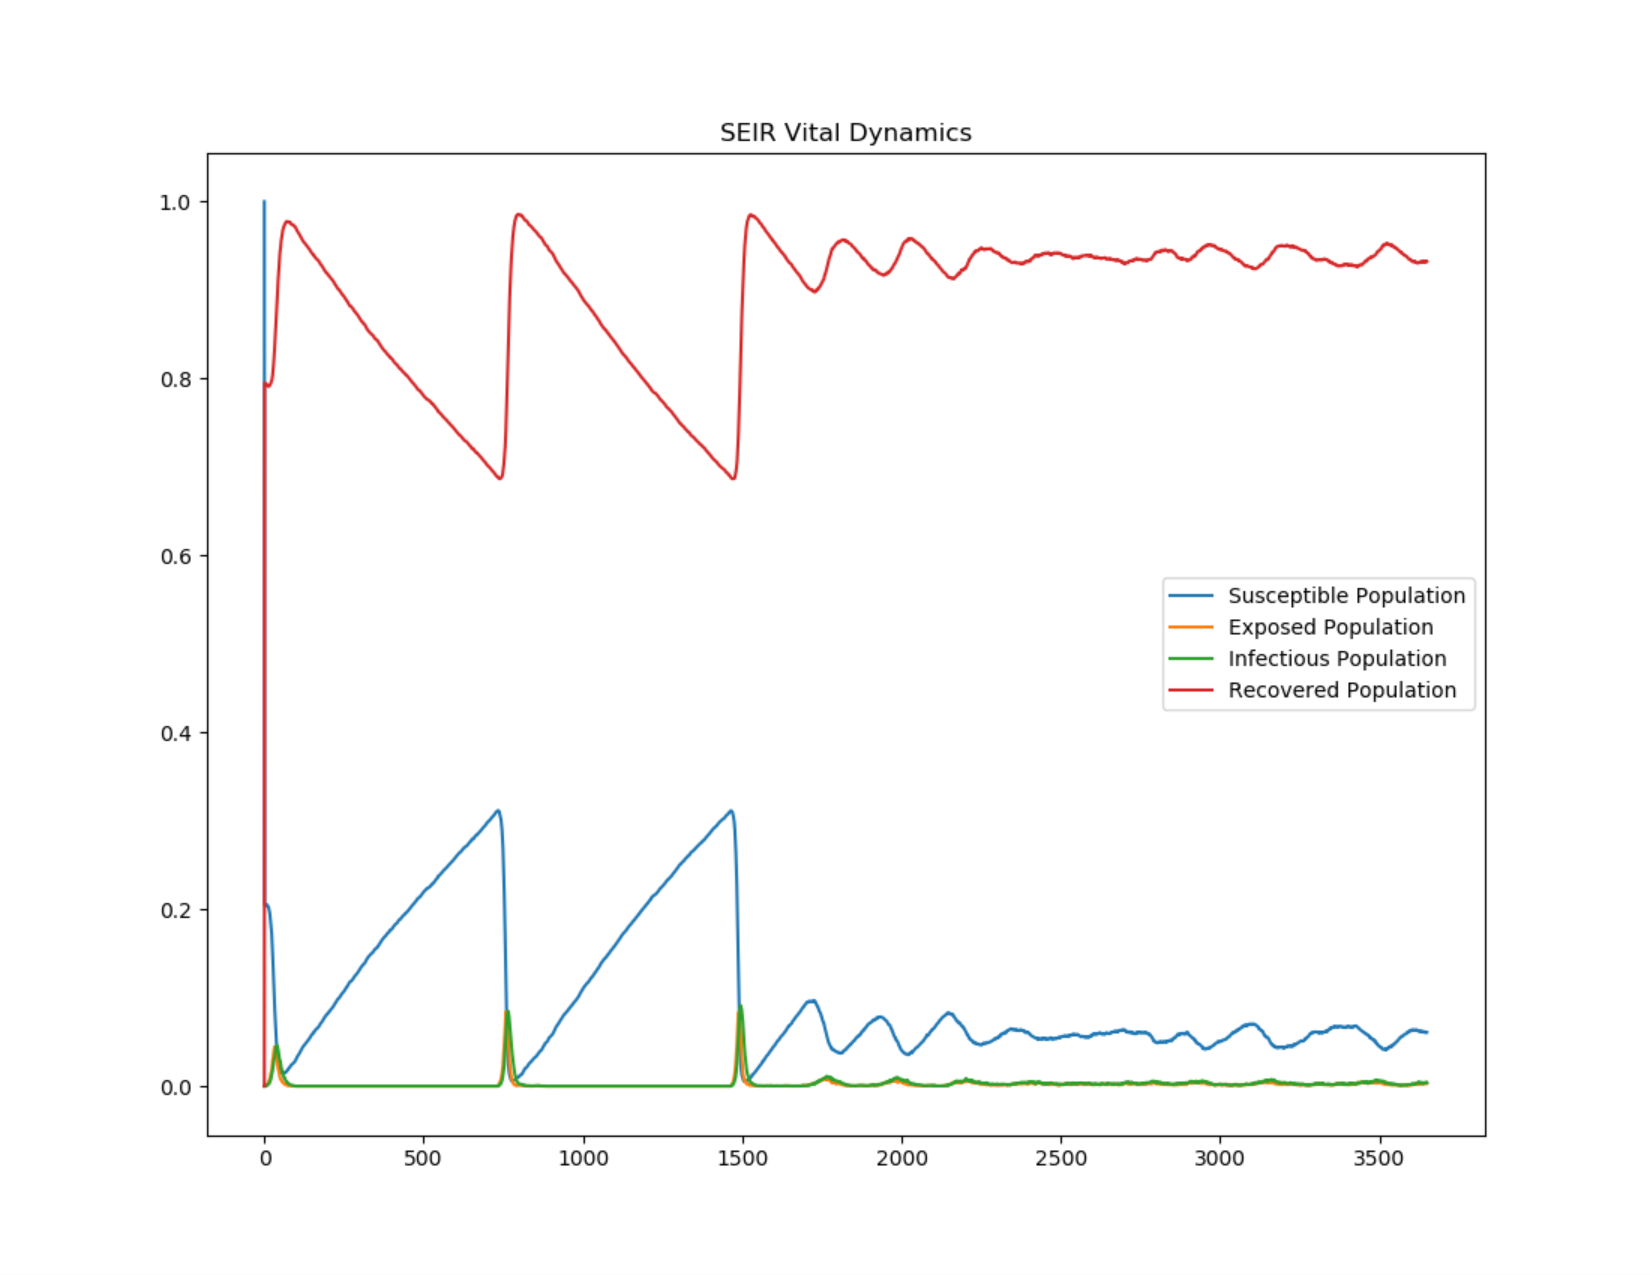 SEIR Vital Dynamics
1.0
0.8
0.6
0.4
0.2
0.0
Susceptible Population
Exposed Population
Infectious Population
Recovered Population
0 500 1000 1500 2000 2500 3000 3500